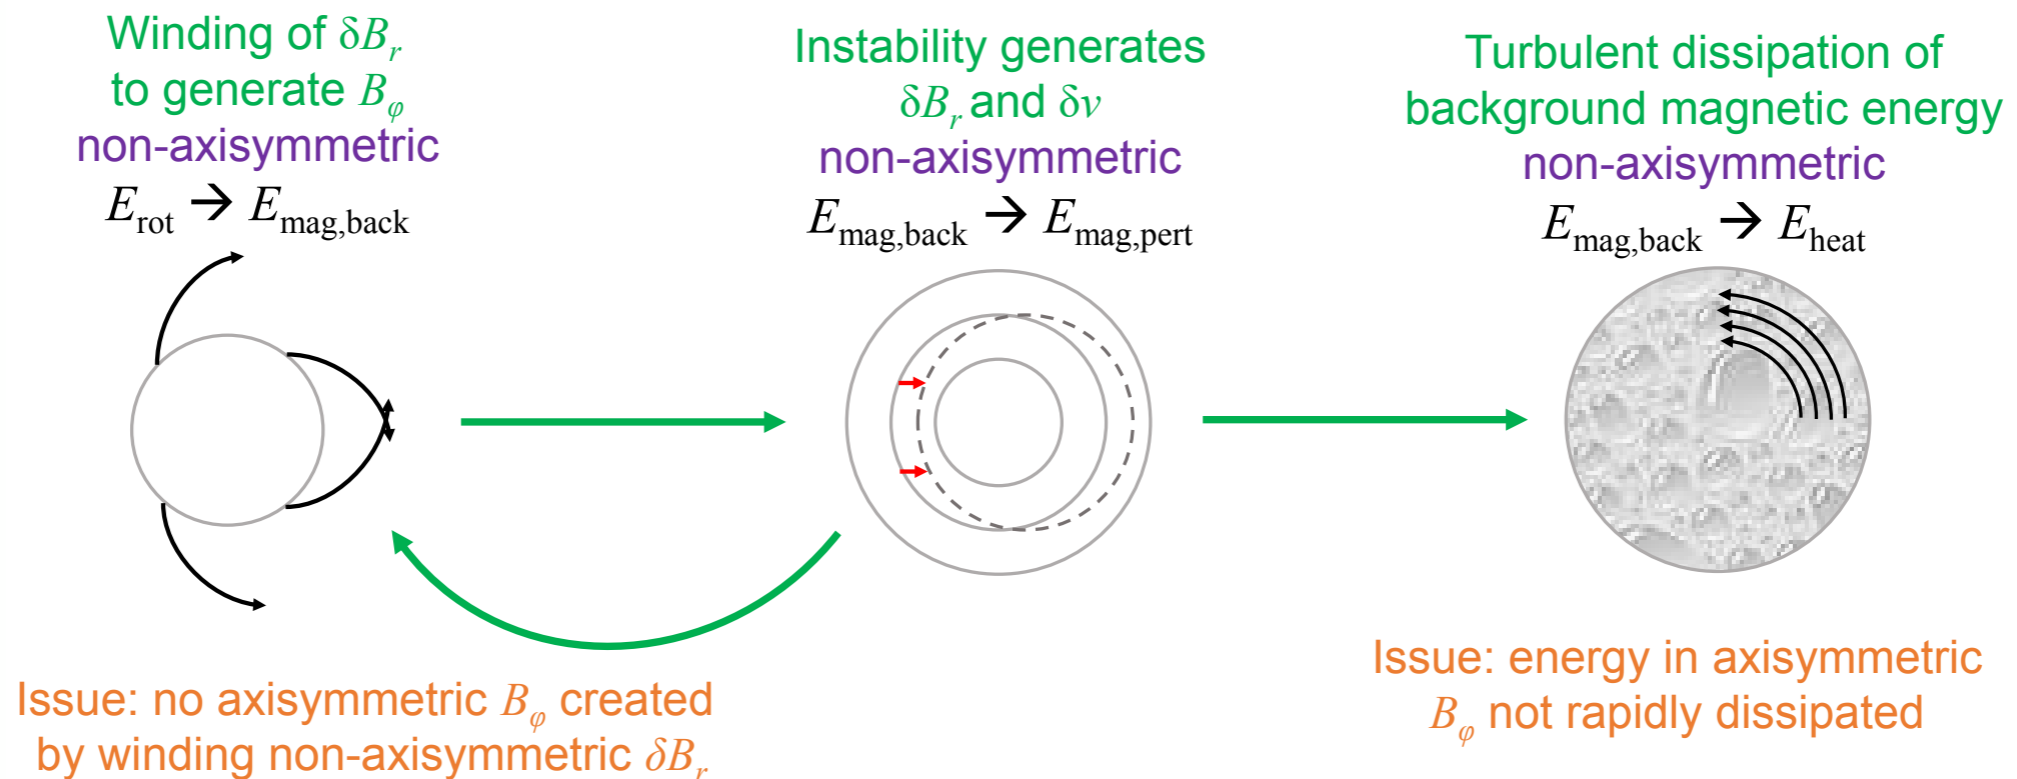 Winding of δB_r
to generate B_φ
non-axisymmetric
E_rot → E_mag,back
Instability generates
δB_r and δv
non-axisymmetric
E_mag,back → E_mag,pert
Turbulent dissipation of
background magnetic energy
non-axisymmetric
E_mag,back → E_heat
Issue: no axisymmetric B_φ created
by winding non-axisymmetric δB_r
Issue: energy in axisymmetric
B_φ not rapidly dissipated